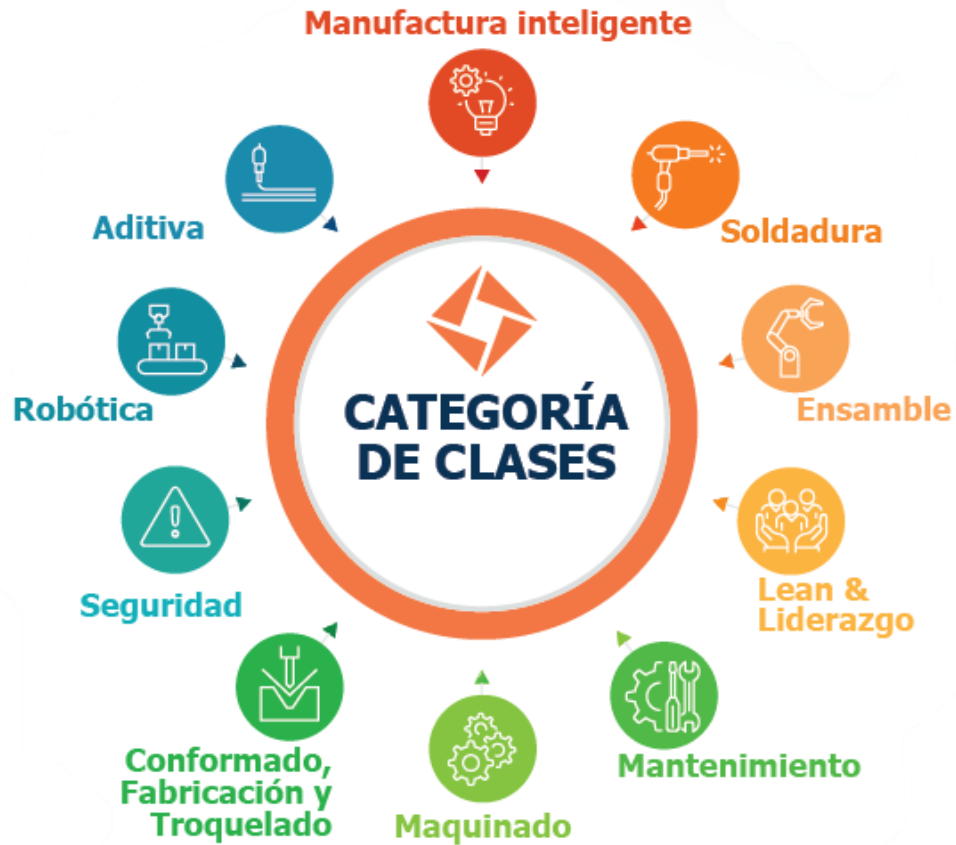 Manufactura inteligente
Aditiva
Soldadura
Robótica
Ensamble
CATEGORÍA
DE CLASES
Seguridad
Lean &
Liderazgo
Conformado,
Fabricación y
Troquelado
Maquinado
Mantenimiento